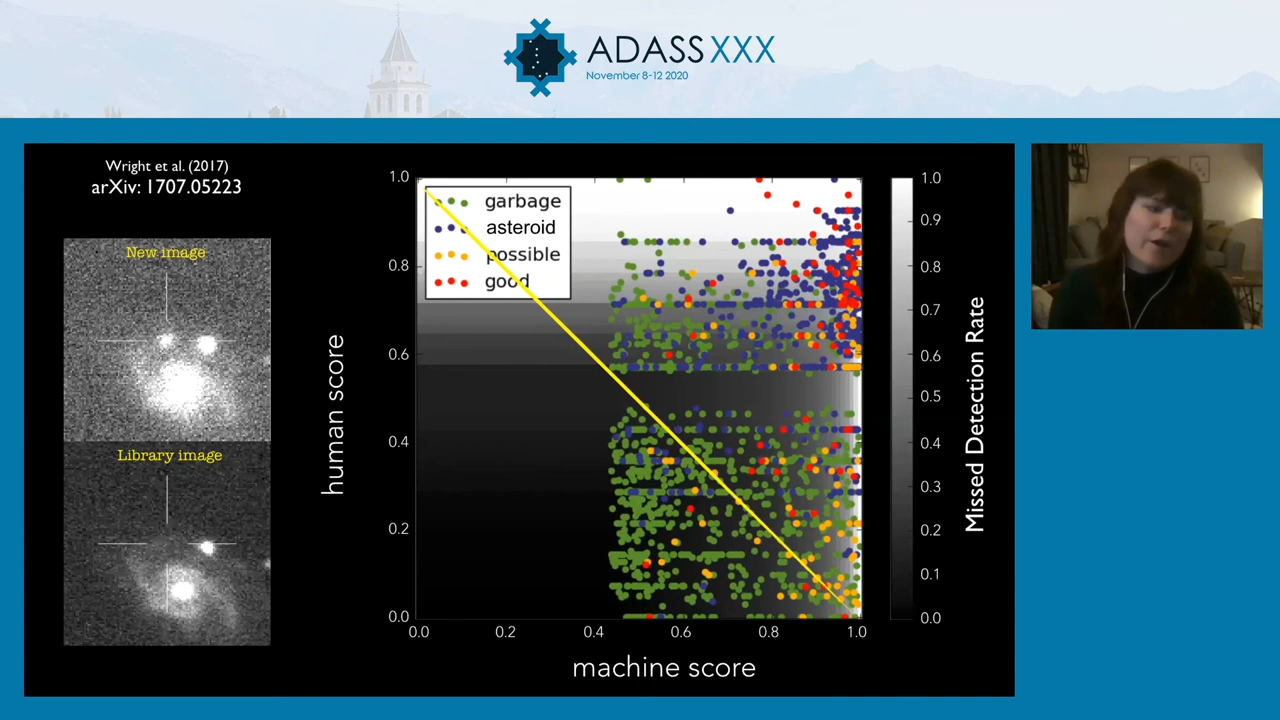 ADASS XXX
November 8-12 2020
Wright et al. (2017)
arXiv: 1707.05223
New image
Library image
human score
1.0
0.8
0.6
0.4
0.2
0.0
garbage
asteroid
possible
good
0.0 0.2 0.4 0.6 0.8 1.0
machine score
1.0
0.9
0.8
0.7
0.6
0.5
0.4
0.3
0.2
0.1
0.0
Missed Detection Rate